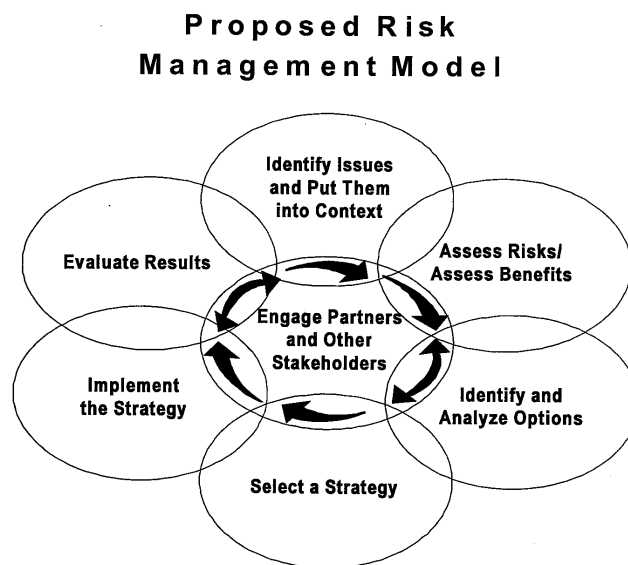 Proposed Risk
Management Model
Identify Issues
and Put Them
into Context
Evaluate Results
Assess Risks/
Assess Benefits
Engage Partners
and Other
Stakeholders
Implement
the Strategy
Identify and
Analyze Options
Select a Strategy